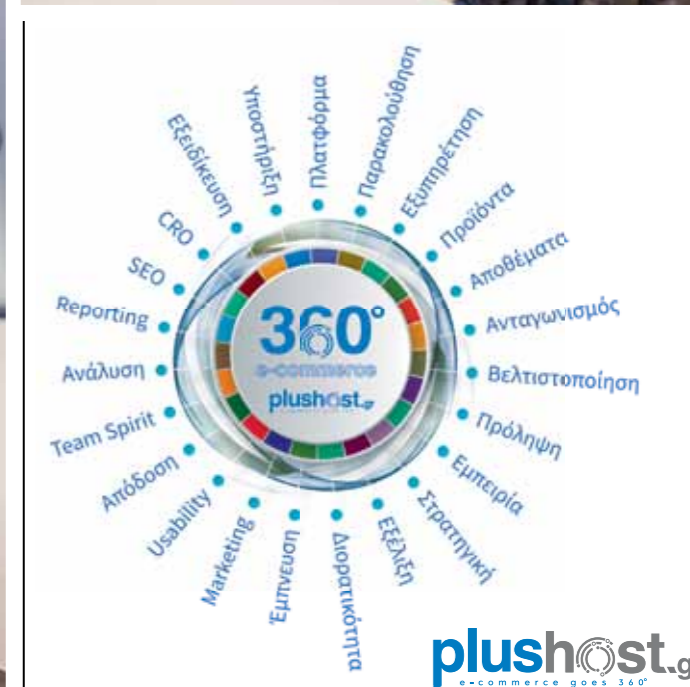 Πλατφόρμα
Παρακολούθηση
Εξυπηρέτηση
Προϊόντα
Αποθέματα
Ανταγωνισμός
Βελτιστοποίηση
Πρόληψη
Εμπειρία
Στρατηγική
Εξέλιξη
Διορατικότητα
Έμπνευση
Marketing
Usability
Απόδοση
Team Spirit
Ανάλυση
Reporting
SEO
CRO
Εξειδίκευση
Υποστήριξη
360°
e-commerce
plushost.gr
plushost.g
e-commerce goes 360°